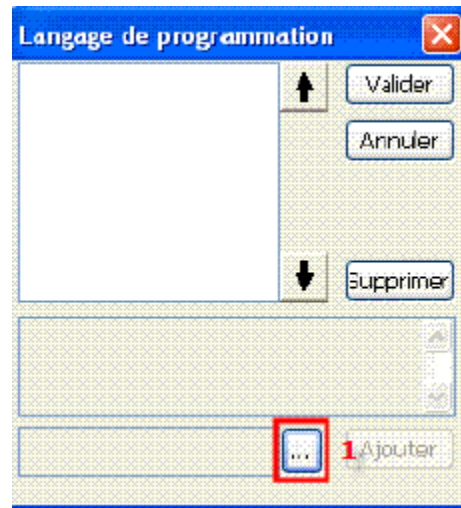 Langage de programmation
Valider
Annuler
Supprimer
...
1
Ajouter